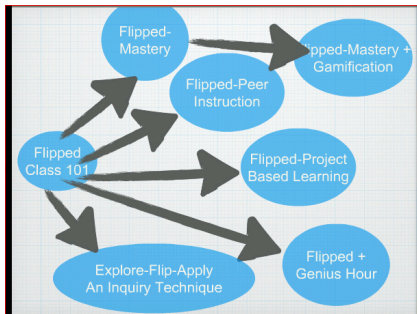 Flipped-
Mastery
ipped-Mastery +
Gamification
Flipped-Peer
Instruction
Flipped
Class 101
Flipped-Project
Based Learning
Explore-Flip-Apply
An Inquiry Technique
Flipped +
Genius Hour